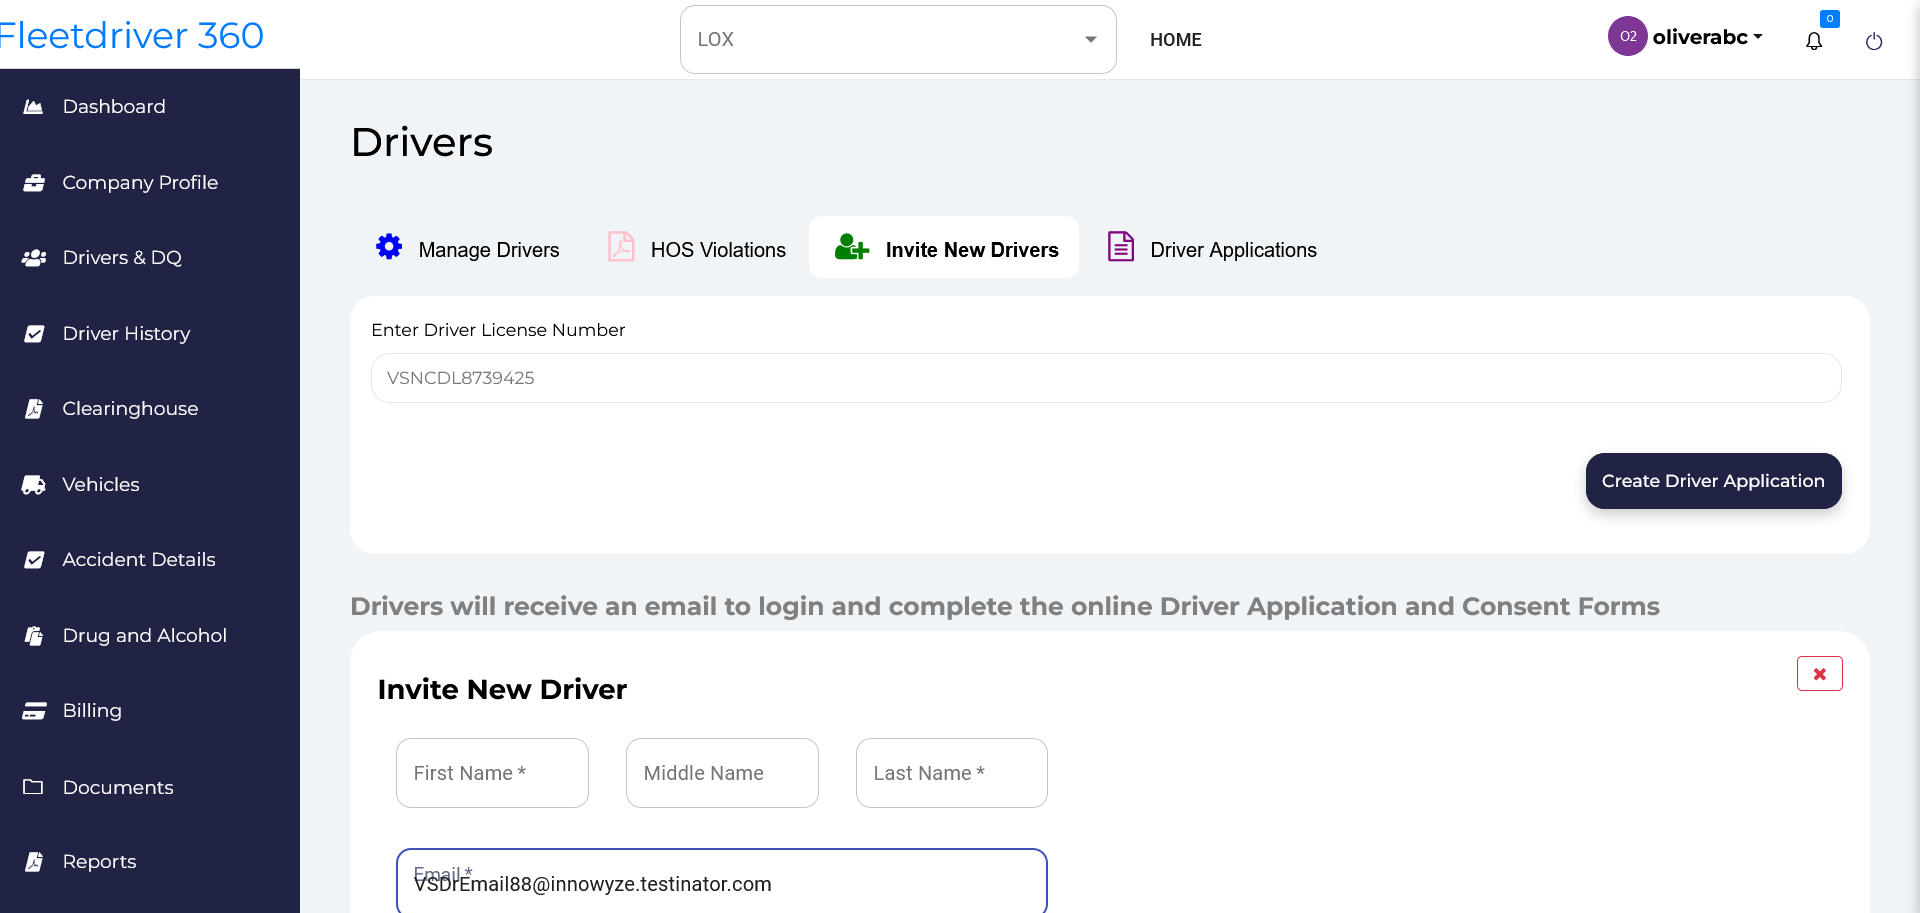 Fleetdriver 360
LOX
HOME
O2
oliverabc
0
Dashboard
Company Profile
Drivers & DQ
Driver History
Clearinghouse
Vehicles
Accident Details
Drug and Alcohol
Billing
Documents
Reports
Drivers
Manage Drivers
HOS Violations
Invite New Drivers
Driver Applications
Enter Driver License Number
VSNCDL8739425
Create Driver Application
Drivers will receive an email to login and complete the online Driver Application and Consent Forms
Invite New Driver
First Name *
Middle Name
Last Name *
Email *
VSDrEmail88@innowyze.testinator.com